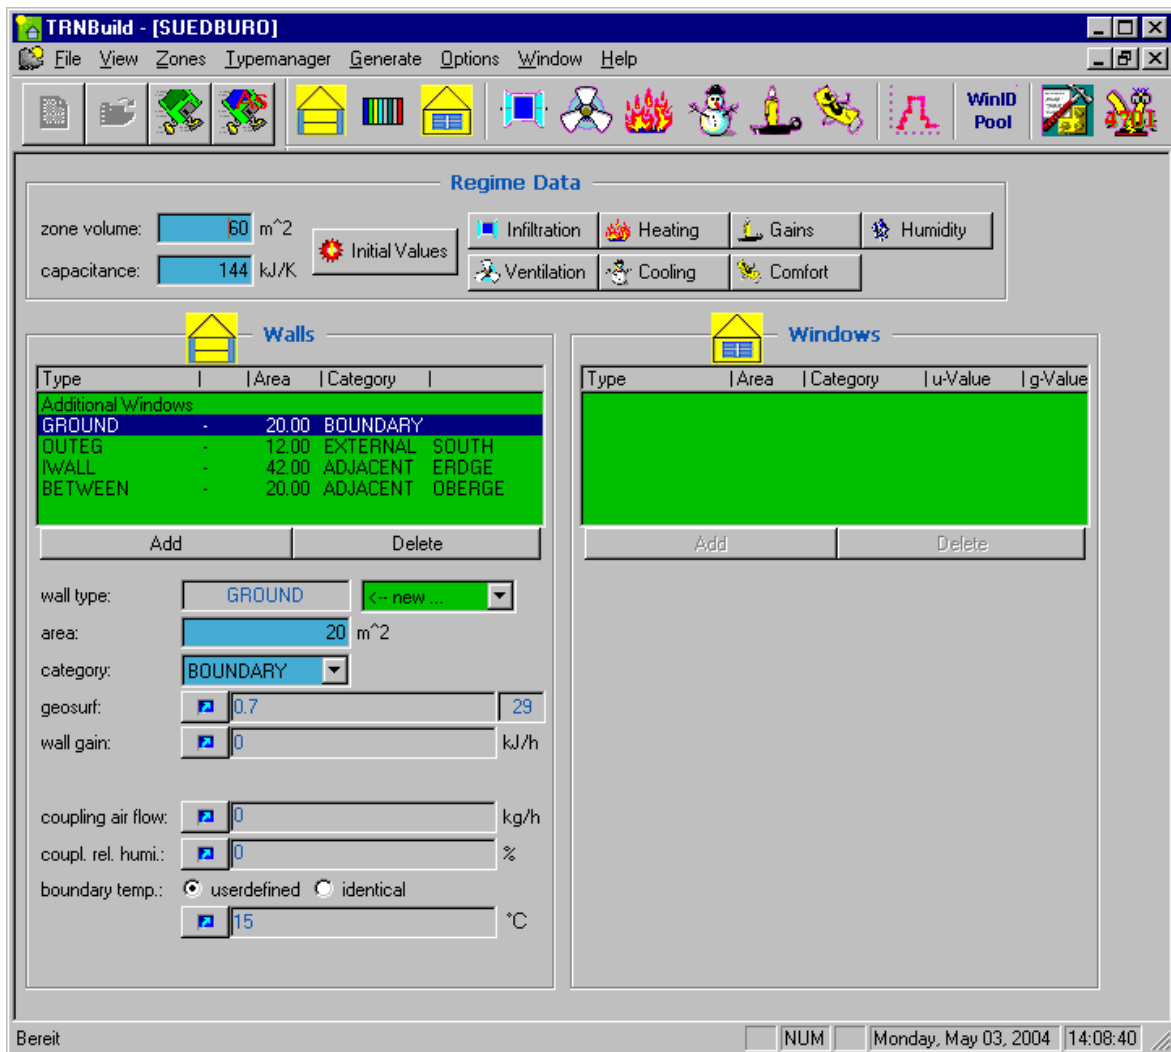 TRNBuild - [SUEDBURO]
File View Zones Typemanager Generate Options Window Help
WinID
Pool
4701
Regime Data
zone volume: 60 m^2
capacitance: 144 kJ/K
Initial Values
Infiltration Heating Gains Humidity
Ventilation Cooling Comfort
Walls
Type | | Area | Category |
Additional Windows
GROUND - 20.00 BOUNDARY
OUTEG - 12.00 EXTERNAL SOUTH
IWALL - 42.00 ADJACENT ERDGE
BETWEEN - 20.00 ADJACENT OBERGE
Add Delete
wall type: GROUND <-- new ...
area: 20 m^2
category: BOUNDARY
geosurf: 0.7 29
wall gain: 0 kJ/h
coupling air flow: 0 kg/h
coupl. rel. humi.: 0 %
boundary temp.: userdefined identical
15 °C
Windows
Type | Area | Category | u-Value | g-Value
Add Delete
Bereit NUM Monday, May 03, 2004 14:08:40